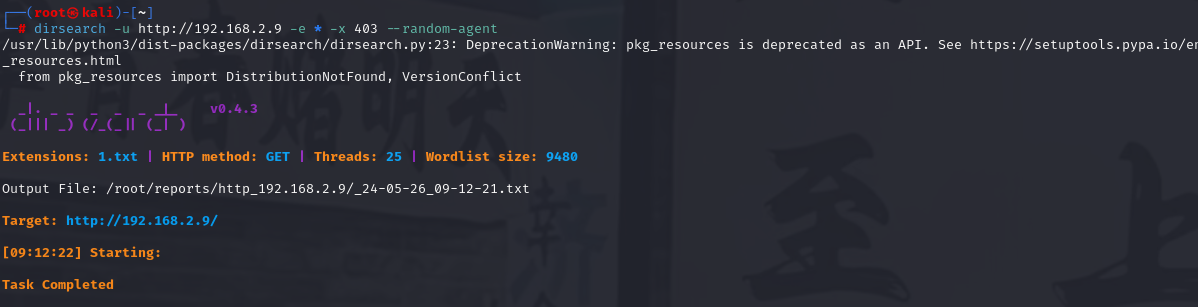 ┌──(root㉿kali)-[~]
└─# dirsearch -u http://192.168.2.9 -e * -x 403 --random-agent
/usr/lib/python3/dist-packages/dirsearch/dirsearch.py:23: DeprecationWarning: pkg_resources is deprecated as an API. See https://setuptools.pypa.io/en
_resources.html
  from pkg_resources import DistributionNotFound, VersionConflict
  _|. _ _  _  _  _ _|_    v0.4.3
 (_||| _) (/_(_|| (_| )
Extensions: 1.txt | HTTP method: GET | Threads: 25 | Wordlist size: 9480
Output File: /root/reports/http_192.168.2.9/_24-05-26_09-12-21.txt
Target: http://192.168.2.9/
[09:12:22] Starting:
Task Completed
至上